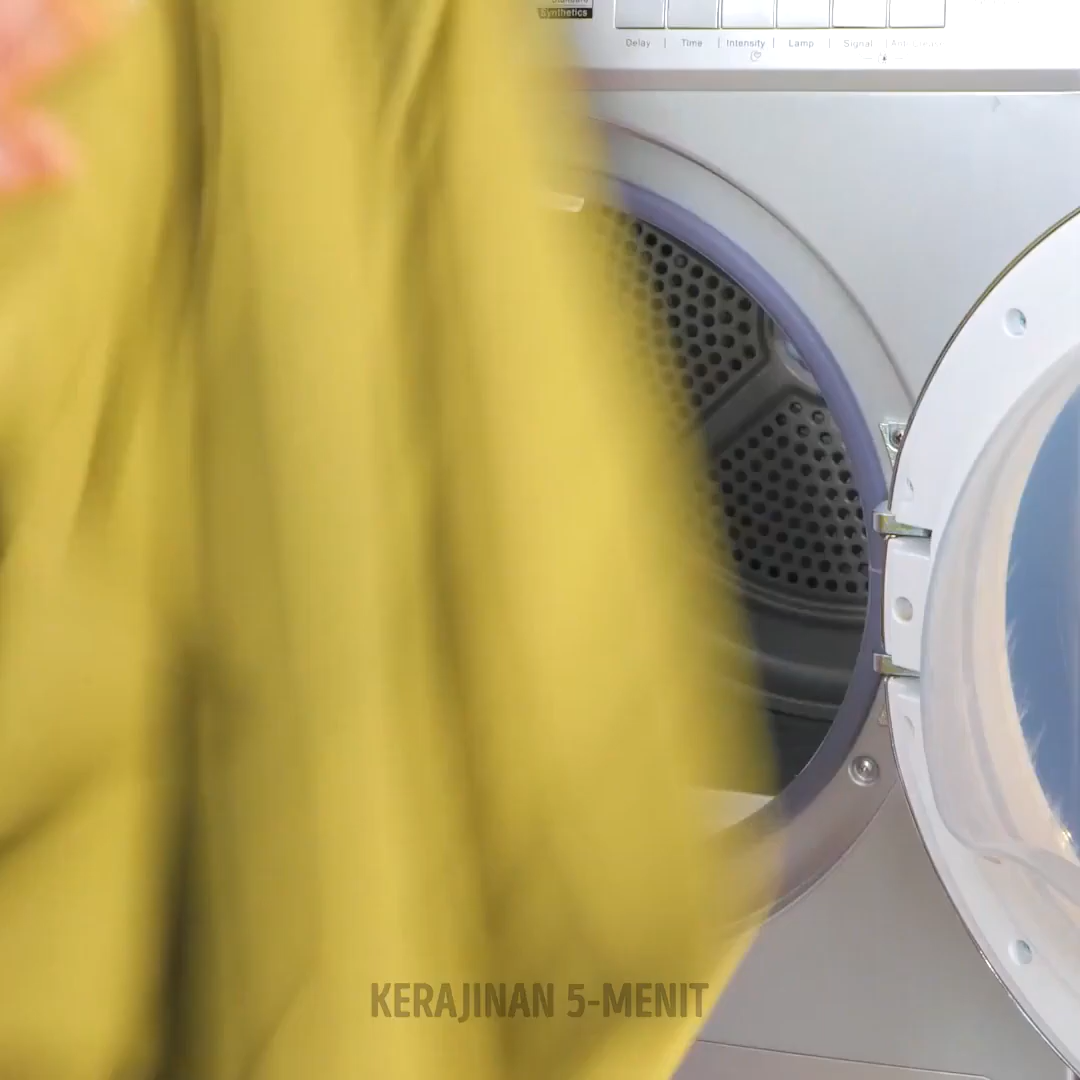 Synthetics
Delay | Time | Intensity | Lamp | Signal |
KERAJINAN 5-MENIT